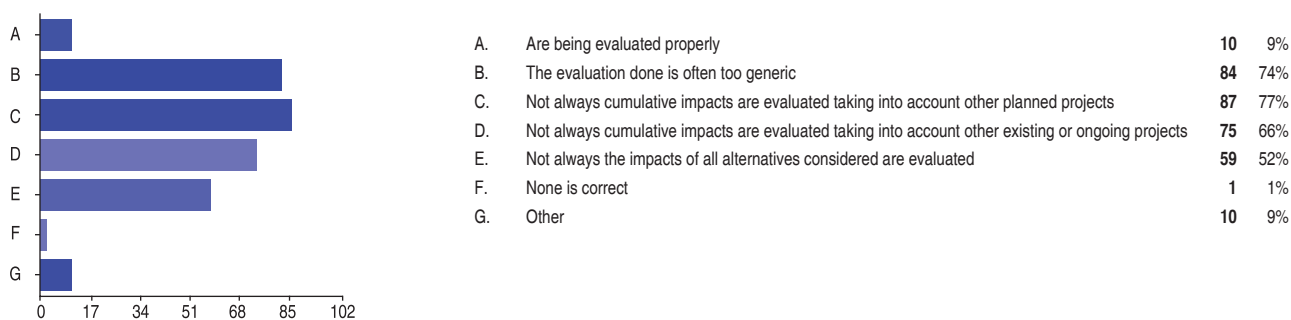 A
B
C
D
E
F
G
0 17 34 51 68 85 102
A. Are being evaluated properly 10 9%
B. The evaluation done is often too generic 84 74%
C. Not always cumulative impacts are evaluated taking into account other planned projects 87 77%
D. Not always cumulative impacts are evaluated taking into account other existing or ongoing projects 75 66%
E. Not always the impacts of all alternatives considered are evaluated 59 52%
F. None is correct 1 1%
G. Other 10 9%